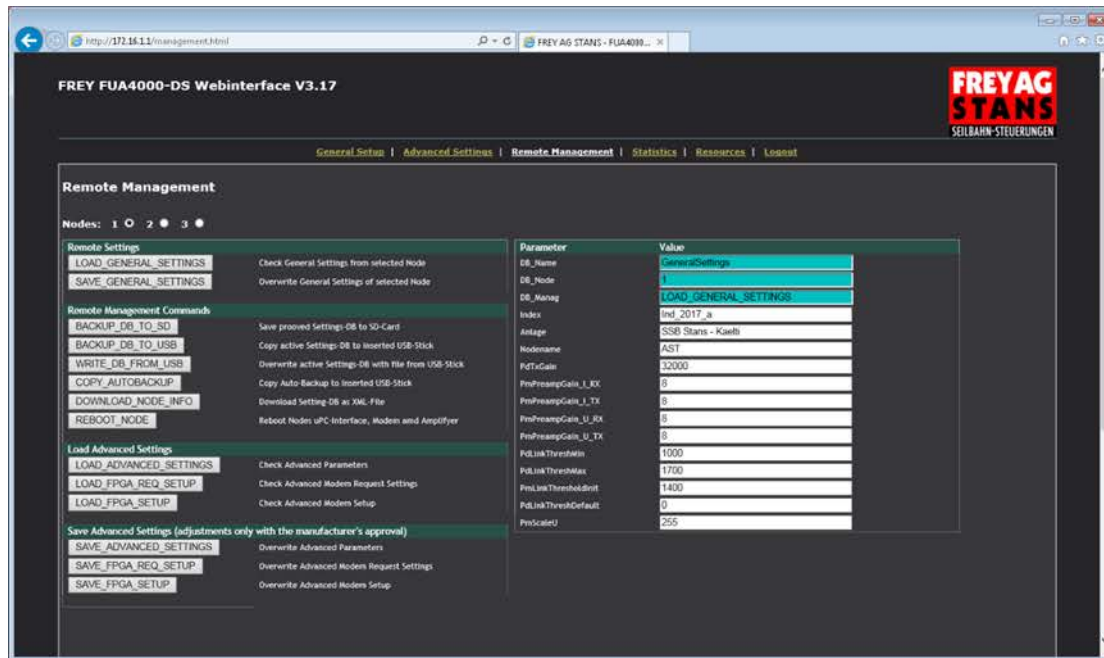 http://172.16.1.1/management.html
FREY AG STANS - FUA4000...
FREY FUA4000-DS Webinterface V3.17
FREY AG
STANS
SEILBAHN-STEUERUNGEN
General Setup | Advanced Settings | Remote Management | Statistics | Resources | Logout
Remote Management
Nodes: 1 2 3
Remote Settings
LOAD_GENERAL_SETTINGS Check General Settings from selected Node
SAVE_GENERAL_SETTINGS Overwrite General Settings of selected Node
Remote Management Commands
BACKUP_DB_TO_SD Save prooved Settings-DB to SD-Card
BACKUP_DB_TO_USB Copy active Settings-DB to inserted USB-Stick
WRITE_DB_FROM_USB Overwrite active Settings-DB with file from USB-Stick
COPY_AUTOBACKUP Copy Auto-Backup to inserted USB-Stick
DOWNLOAD_NODE_INFO Download Setting-DB as XML-File
REBOOT_NODE Reboot Nodes uPC-Interface, Modem amd Amplifyer
Load Advanced Settings
LOAD_ADVANCED_SETTINGS Check Advanced Parameters
LOAD_FPGA_REQ_SETUP Check Advanced Modem Request Settings
LOAD_FPGA_SETUP Check Advanced Modem Setup
Save Advanced Settings (adjustments only with the manufacturer's approval)
SAVE_ADVANCED_SETTINGS Overwrite Advanced Parameters
SAVE_FPGA_REQ_SETUP Overwrite Advanced Modem Request Settings
SAVE_FPGA_SETUP Overwrite Advanced Modem Setup
Parameter Value
DB_Name GeneralSettings
DB_Node 1
DB_Manag LOAD_GENERAL_SETTINGS
Index Ind_2017_a
Anlage SSB Stans - Kaelti
Nodename AST
PdTxGain 32000
PmPreampGain_I_RX 8
PmPreampGain_I_TX 8
PmPreampGain_U_RX 8
PmPreampGain_U_TX 8
PdLinkThreshMin 1000
PdLinkThreshMax 1700
PmLinkThresholdInit 1400
PdLinkThreshDefault 0
PmScaleU 255